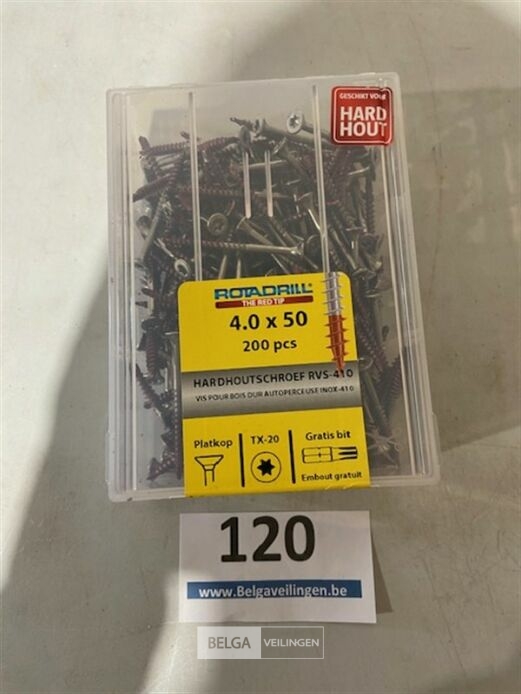 GESCHIKT VOOR
HARD
HOUT
ROTADRILL®
THE RED TIP
4.0 x 50
200 pcs
HARDHOUTSCHROEF RVS-410
VIS POUR BOIS DUR AUTOPERCEUSE INOX-410
Platkop
TX-20
Gratis bit
Embout gratuit
120
www.Belgaveilingen.be
BELGA VEILINGEN